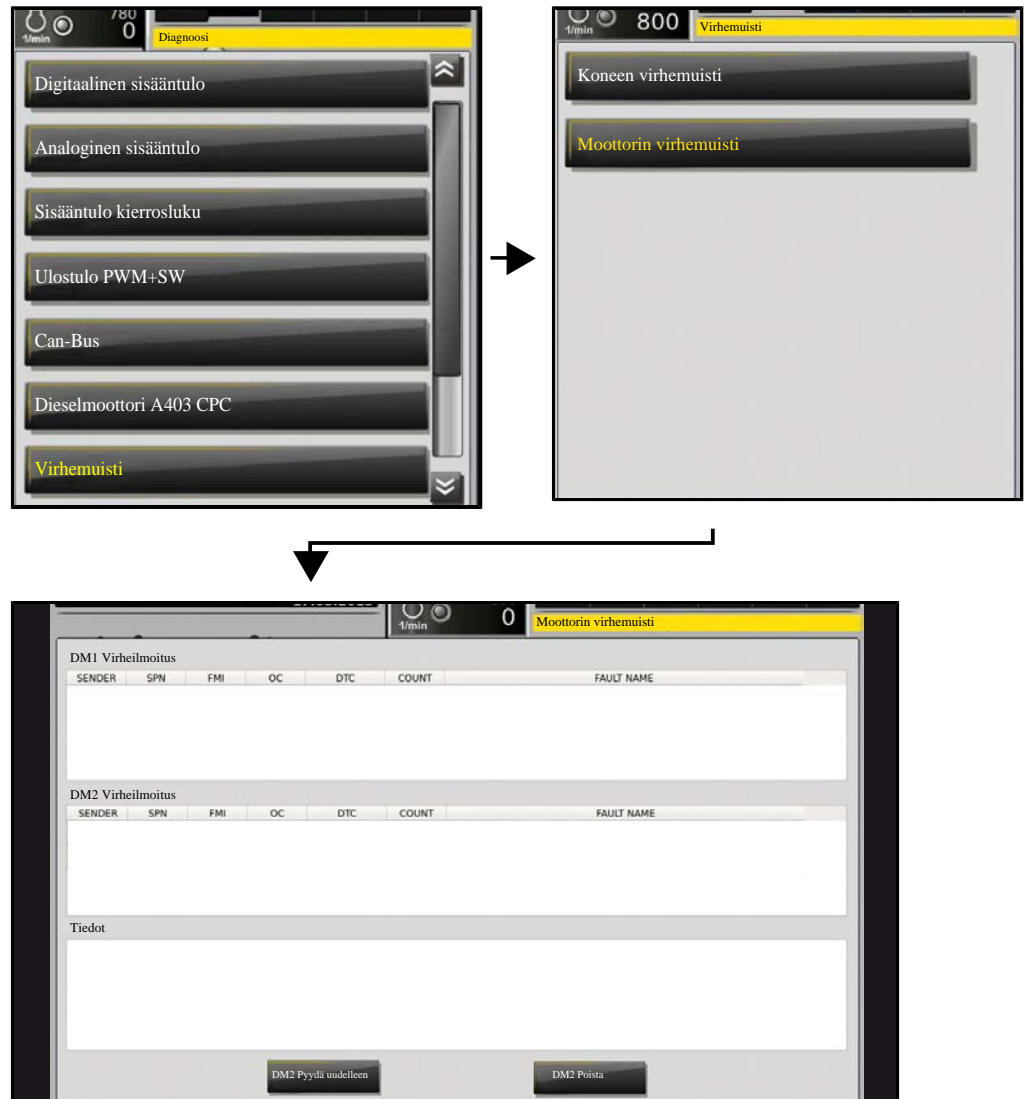 780
1/min 0
Diagnoosi
Digitaalinen sisääntulo
Analoginen sisääntulo
Sisääntulo kierrosluku
Ulostulo PWM+SW
Can-Bus
Dieselmoottori A403 CPC
Virhemuisti
1/min 800
Virhemuisti
Koneen virhemuisti
Moottorin virhemuisti
1/min 0
Moottorin virhemuisti
DM1 Virheilmoitus
SENDER SPN FMI OC DTC COUNT FAULT NAME
DM2 Virheilmoitus
SENDER SPN FMI OC DTC COUNT FAULT NAME
Tiedot
DM2 Pyydä uudelleen
DM2 Poista